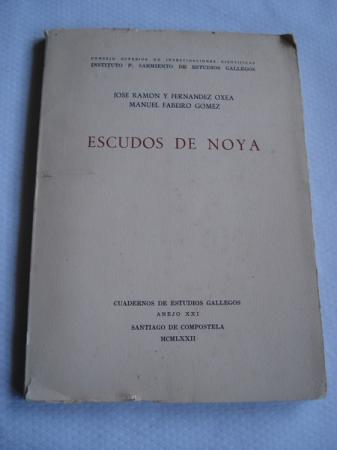 CONSEJO SUPERIOR DE INVESTIGACIONES CIENTIFICAS
INSTITUTO P. SARMIENTO DE ESTUDIOS GALLEGOS
JOSE RAMON Y FERNANDEZ OXEA
MANUEL FABEIRO GOMEZ
ESCUDOS DE NOYA
CUADERNOS DE ESTUDIOS GALLEGOS
ANEJO XXI
SANTIAGO DE COMPOSTELA
MCMLXXII